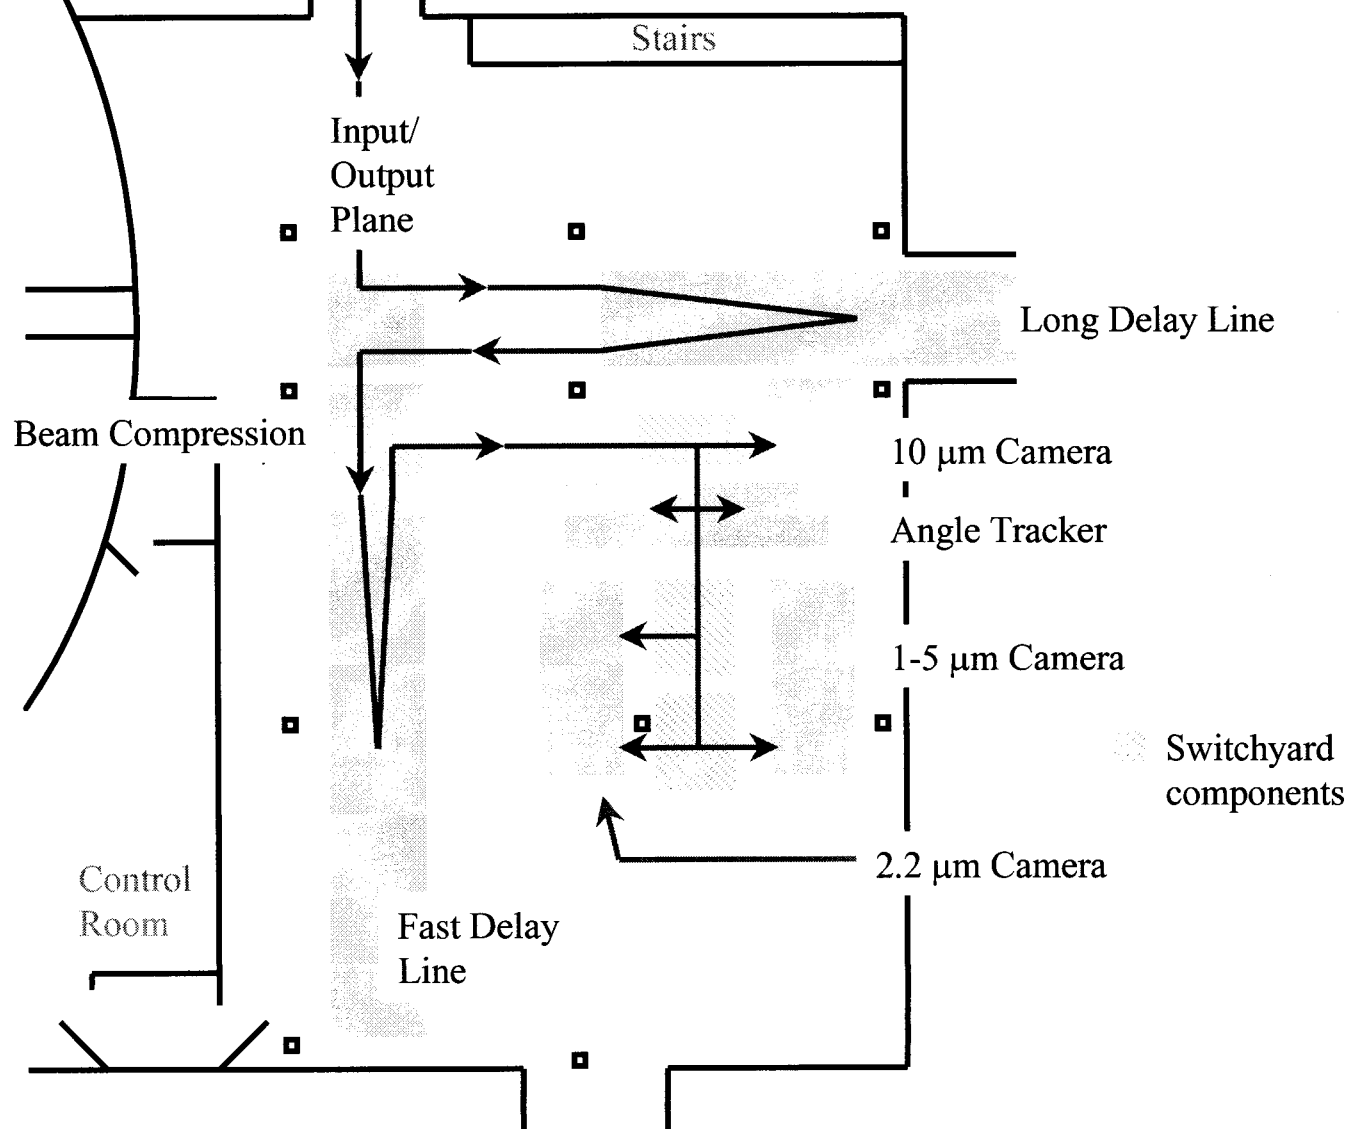 Stairs
Input/
Output
Plane
Long Delay Line
Beam Compression
10 μm Camera
Angle Tracker
1-5 μm Camera
Switchyard
components
2.2 μm Camera
Control
Room
Fast Delay
Line